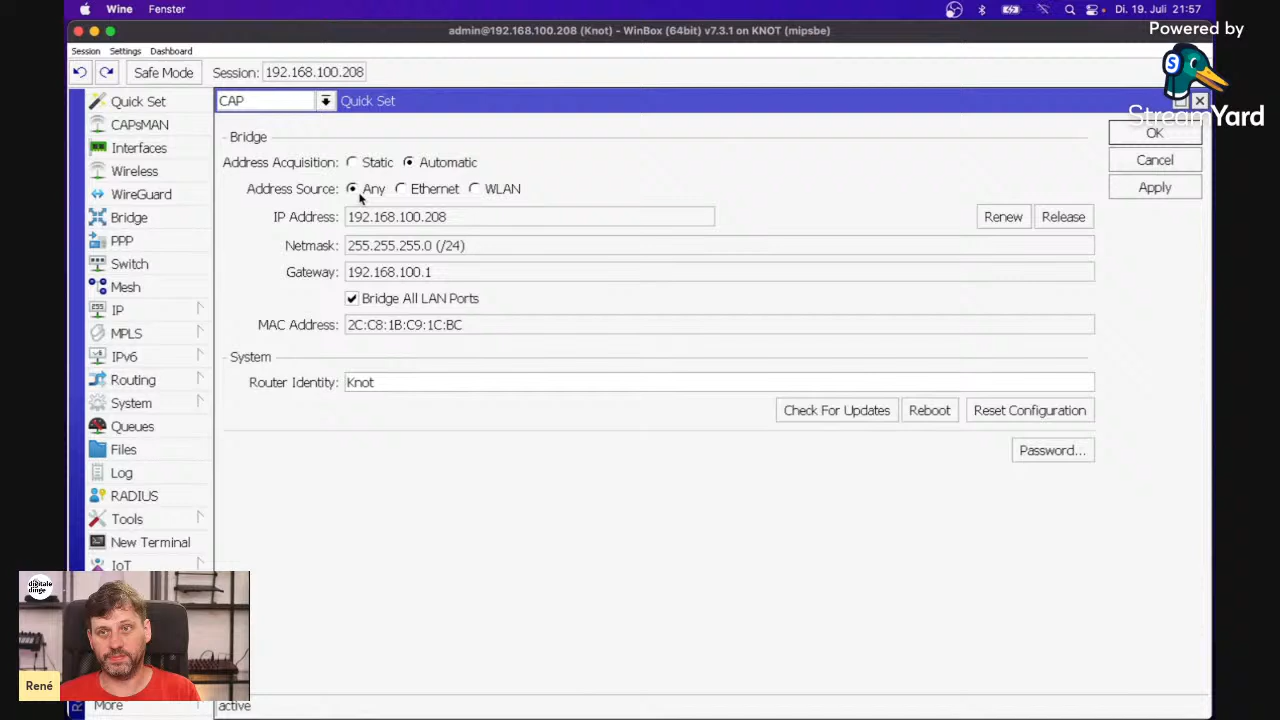 Wine Fenster Di. 19. Juli 21:57
admin@192.168.100.208 (Knot) - WinBox (64bit) v7.3.1 on KNOT (mipsbe)
Powered by
StreamYard
Session Settings Dashboard
Safe Mode Session: 192.168.100.208
Quick Set
CAPsMAN
Interfaces
Wireless
WireGuard
Bridge
PPP
Switch
Mesh
IP
MPLS
IPv6
Routing
System
Queues
Files
Log
RADIUS
Tools
New Terminal
IoT
More
CAP Quick Set
Bridge
Address Acquisition: Static Automatic
Address Source: Any Ethernet WLAN
IP Address: 192.168.100.208 Renew Release
Netmask: 255.255.255.0 (/24)
Gateway: 192.168.100.1
Bridge All LAN Ports
MAC Address: 2C:C8:1B:C9:1C:BC
System
Router Identity: Knot
Check For Updates Reboot Reset Configuration
Password...
OK
Cancel
Apply
active
digitale
dinge
René